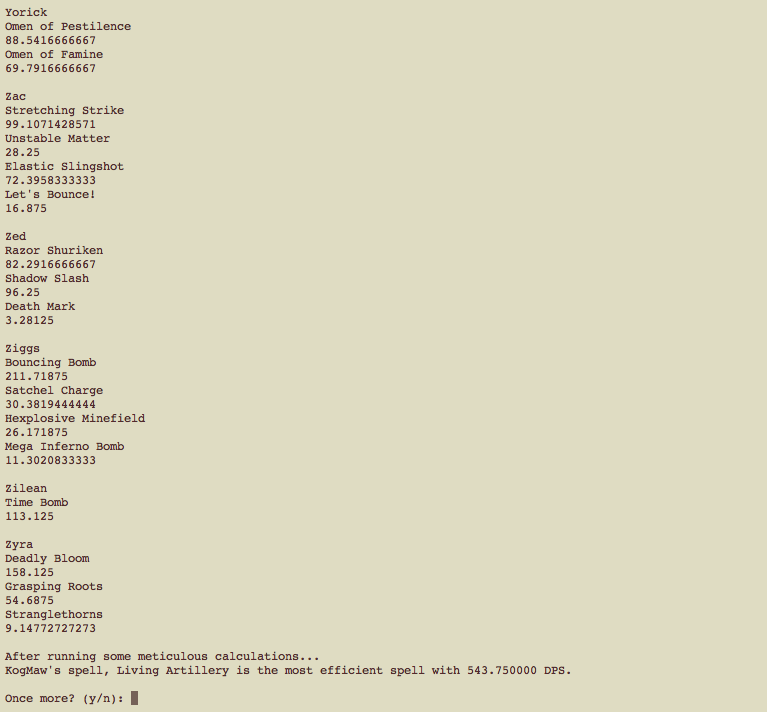 Yorick
Omen of Pestilence
88.5416666667
Omen of Famine
69.7916666667
Zac
Stretching Strike
99.1071428571
Unstable Matter
28.25
Elastic Slingshot
72.3958333333
Let's Bounce!
16.875
Zed
Razor Shuriken
82.2916666667
Shadow Slash
96.25
Death Mark
3.28125
Ziggs
Bouncing Bomb
211.71875
Satchel Charge
30.3819444444
Hexplosive Minefield
26.171875
Mega Inferno Bomb
11.3020833333
Zilean
Time Bomb
113.125
Zyra
Deadly Bloom
158.125
Grasping Roots
54.6875
Stranglethorns
9.14772727273
After running some meticulous calculations...
KogMaw's spell, Living Artillery is the most efficient spell with 543.750000 DPS.
Once more? (y/n):